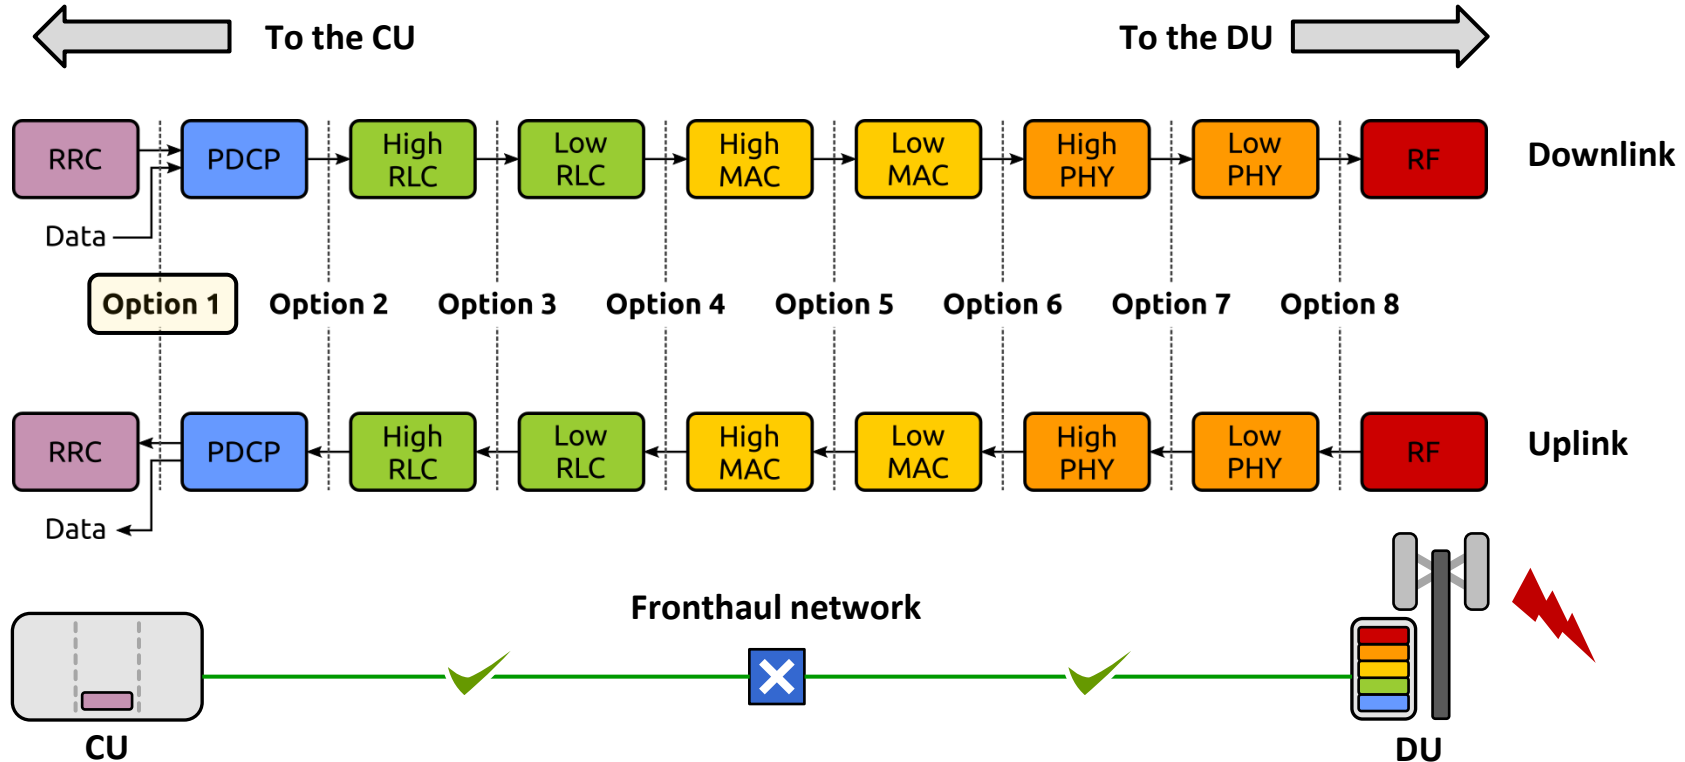 To the CU
To the DU
RRC
PDCP
High
RLC
Low
RLC
High
MAC
Low
MAC
High
PHY
Low
PHY
RF
Downlink
Data
Option 1
Option 2
Option 3
Option 4
Option 5
Option 6
Option 7
Option 8
RRC
PDCP
High
RLC
Low
RLC
High
MAC
Low
MAC
High
PHY
Low
PHY
RF
Uplink
Data
Fronthaul network
CU
DU